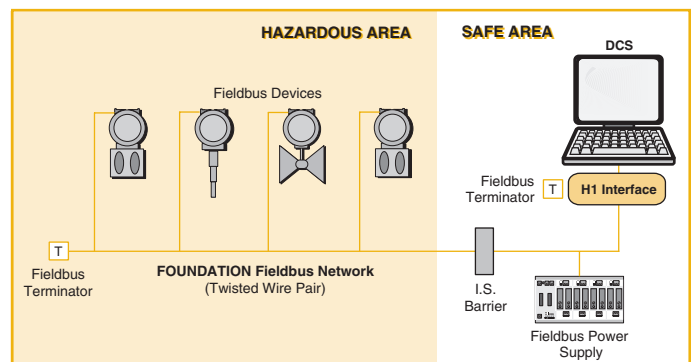 HAZARDOUS AREA
SAFE AREA
DCS
Fieldbus Devices
Fieldbus
Terminator
T
H1 Interface
T
Fieldbus
Terminator
FOUNDATION Fieldbus Network
(Twisted Wire Pair)
I.S.
Barrier
Fieldbus Power
Supply